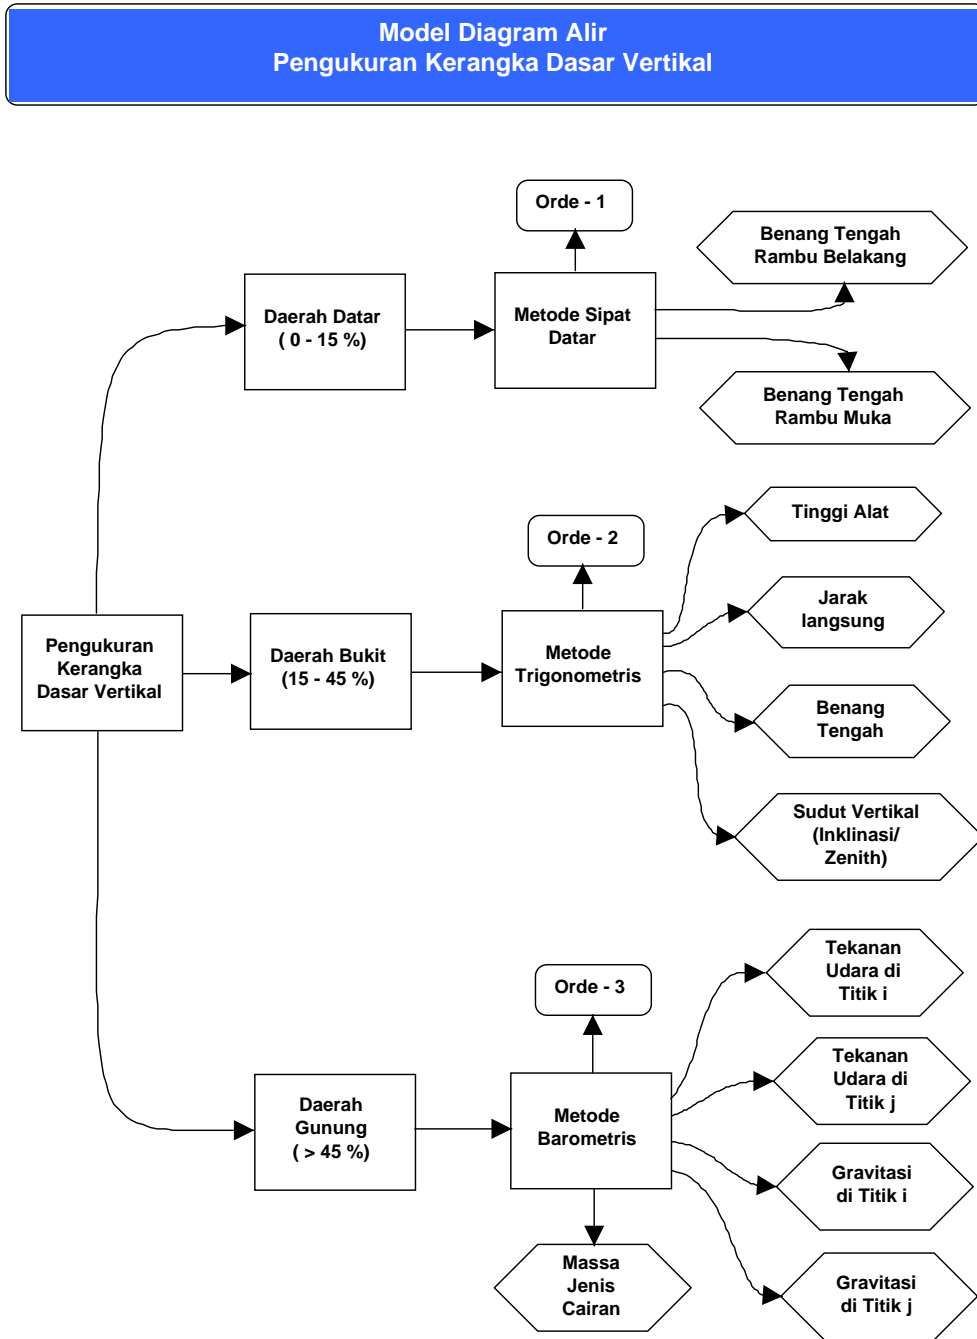 Model Diagram Alir
Pengukuran Kerangka Dasar Vertikal
Orde - 1
Benang Tengah
Rambu Belakang
Daerah Datar
( 0 - 15 %)
Metode Sipat
Datar
Benang Tengah
Rambu Muka
Tinggi Alat
Orde - 2
Jarak
langsung
Pengukuran
Kerangka
Dasar Vertikal
Daerah Bukit
(15 - 45 %)
Metode
Trigonometris
Benang
Tengah
Sudut Vertikal
(Inklinasi/
Zenith)
Tekanan
Udara di
Titik i
Orde - 3
Tekanan
Udara di
Titik j
Daerah
Gunung
( > 45 %)
Metode
Barometris
Gravitasi
di Titik i
Massa
Jenis
Cairan
Gravitasi
di Titik j